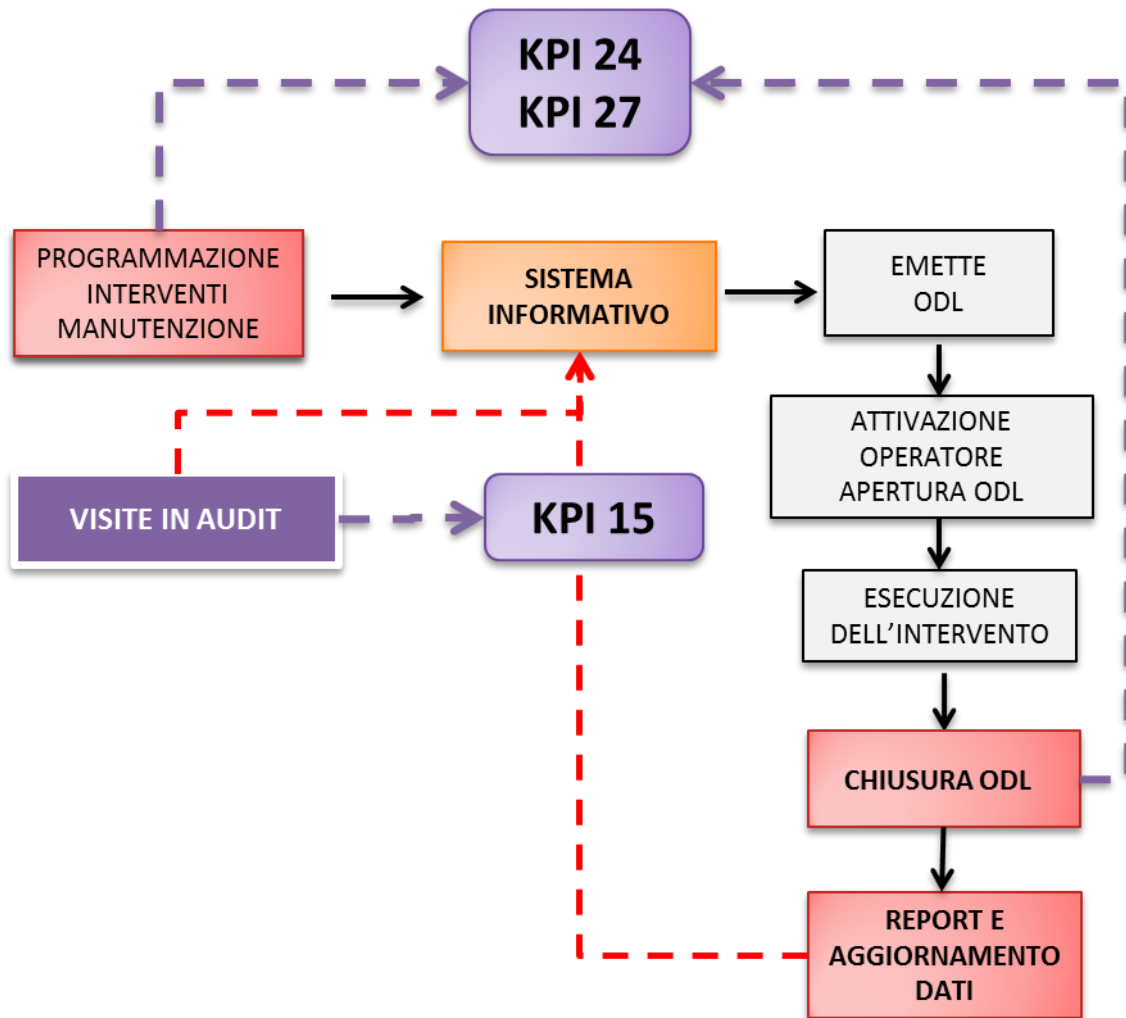 KPI 24
KPI 27
PROGRAMMAZIONE
INTERVENTI
MANUTENZIONE
SISTEMA
INFORMATIVO
EMETTE
ODL
ATTIVAZIONE
OPERATORE
APERTURA ODL
VISITE IN AUDIT
KPI 15
ESECUZIONE
DELL’INTERVENTO
CHIUSURA ODL
REPORT E
AGGIORNAMENTO
DATI